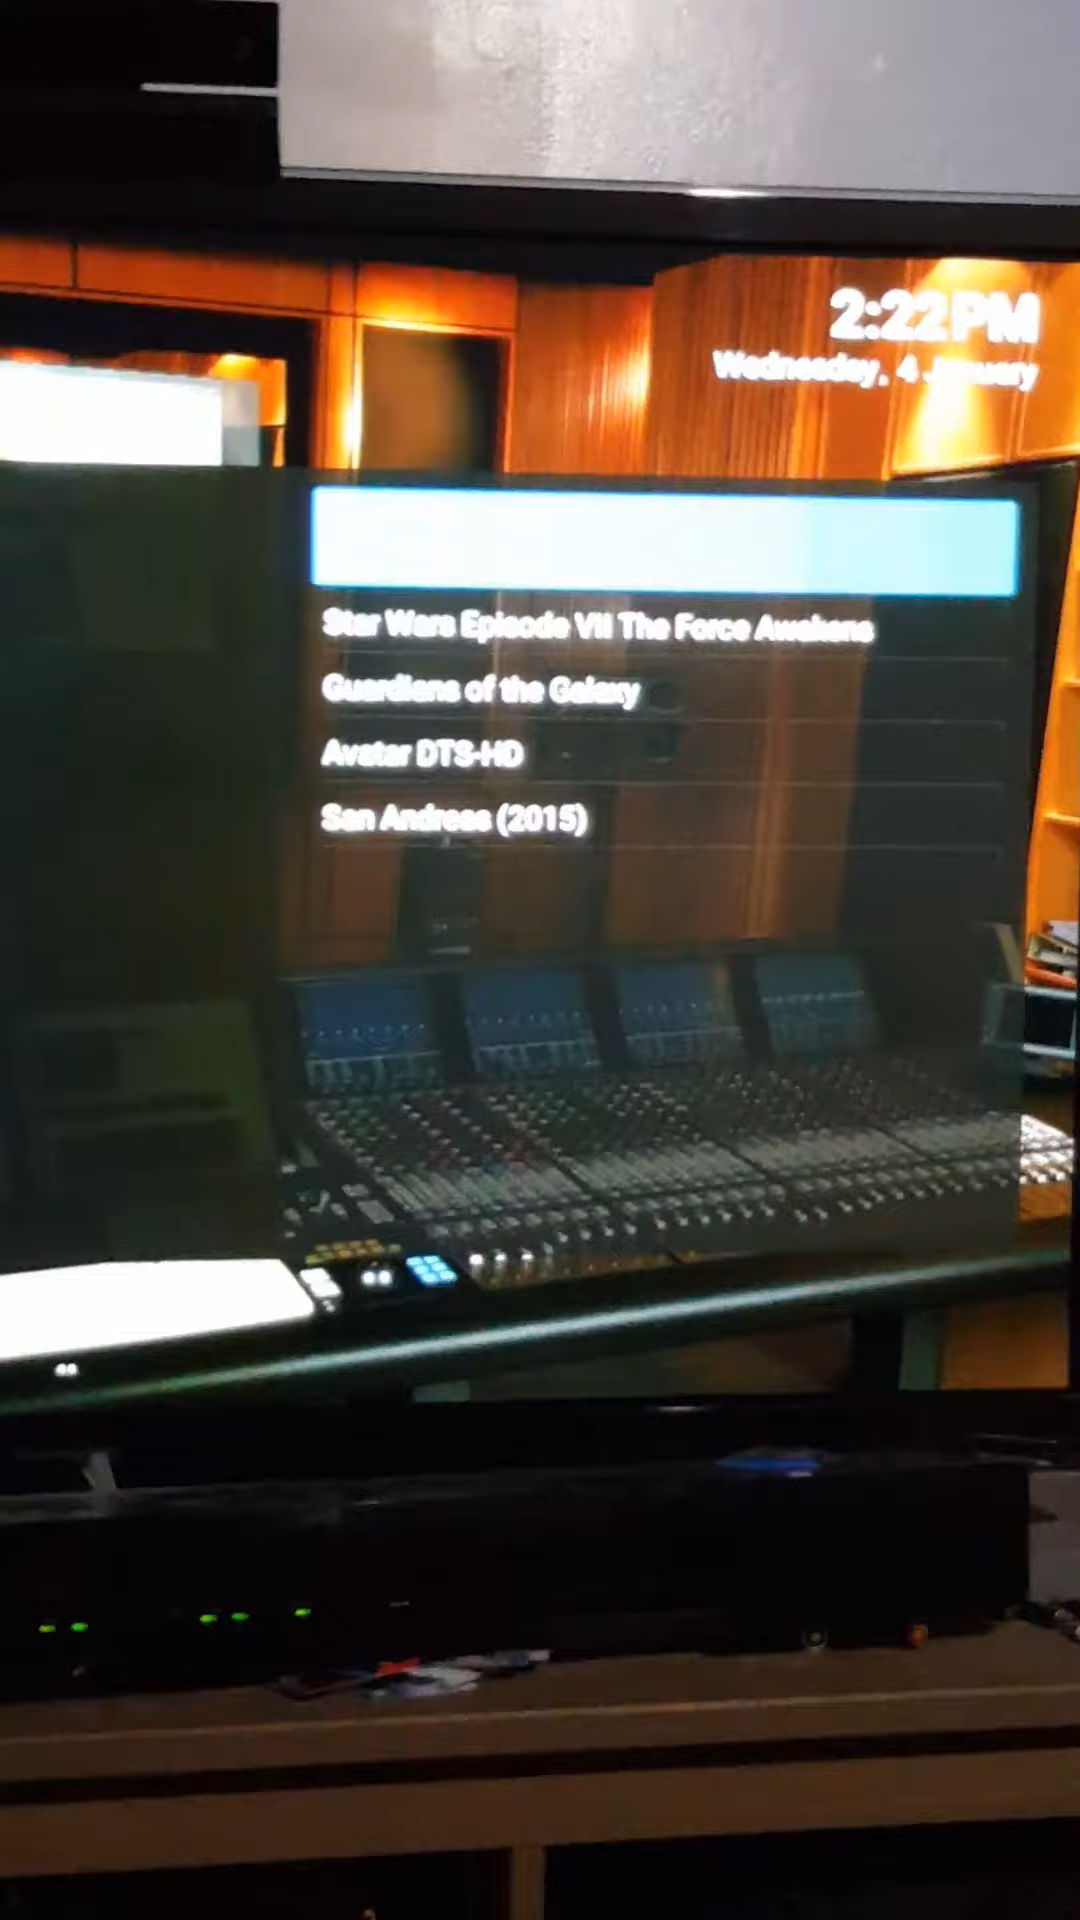 2:22 PM
Wednesday, 4 January
Star Wars Episode VII The Force Awakens
Guardians of the Galaxy
Avatar DTS-HD
San Andreas (2015)